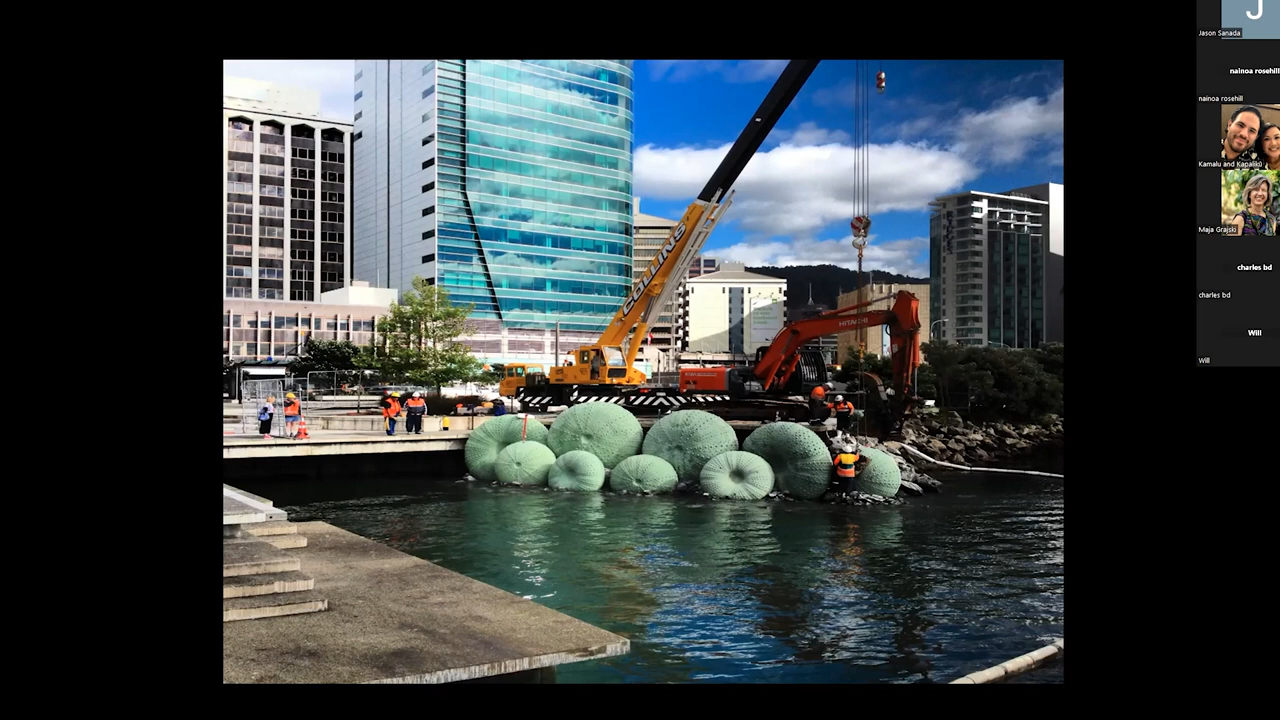 J
Jason Sanada
nainoa rosehill
nainoa rosehill
Kamalu and Kapaliku
Maja Grajski
charles bd
charles bd
Will
Will
COLLINS
HITACHI